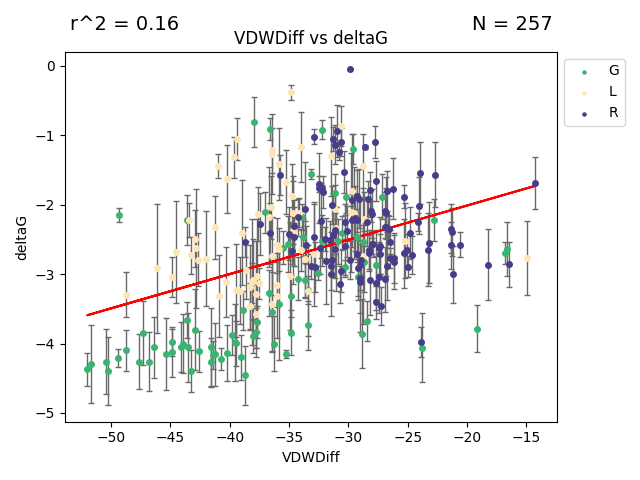 r^2 = 0.16
N = 257
VDWDiff vs deltaG
G
L
R
deltaG
0
−1
−2
−3
−4
−5
−50
−45
−40
−35
−30
−25
−20
−15
VDWDiff